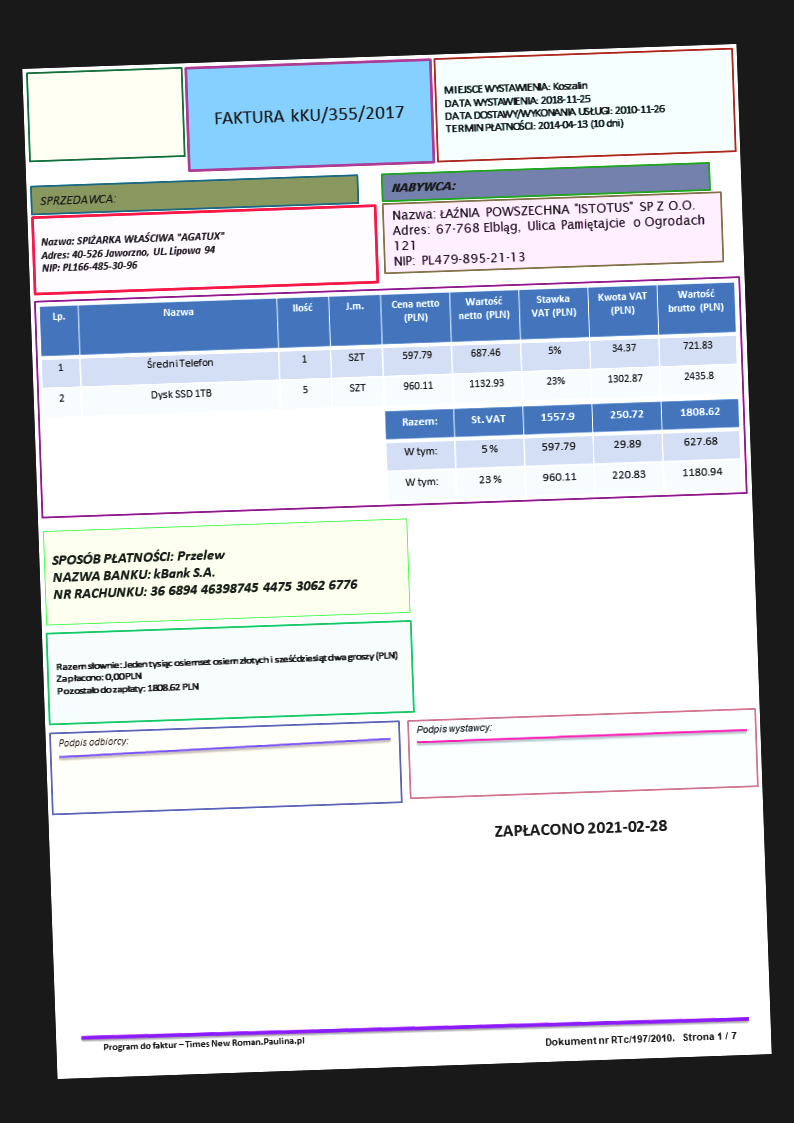 FAKTURA kKU/355/2017
MIEJSCE WYSTAWIENIA: Koszalin
DATA WYSTAWIENIA: 2018-11-25
DATA DOSTAWY/WYKONANIA USŁUGI: 2010-11-26
TERMIN PŁATNOŚCI: 2014-04-13 (10 dni)
SPRZEDAWCA:
Nazwa: SPIŻARKA WŁAŚCIWA "AGATUX"
Adres: 40-526 Jaworzno, UL. Lipowa 94
NIP: PL166-485-30-96
NABYWCA:
Nazwa: ŁAŹNIA POWSZECHNA "ISTOTUS" SP Z O.O.
Adres: 67-768 Elbląg, Ulica Pamiętajcie o Ogrodach
121
NIP: PL479-895-21-13
Lp. Nazwa Ilość J.m. Cena netto (PLN) Wartość netto (PLN) Stawka VAT (PLN) Kwota VAT (PLN) Wartość brutto (PLN)
1 Średni Telefon 1 SZT 597.79 687.46 5% 34.37 721.83
2 Dysk SSD 1TB 5 SZT 960.11 1132.93 23% 1302.87 2435.8
Razem: St. VAT 1557.9 250.72 1808.62
W tym: 5 % 597.79 29.89 627.68
W tym: 23 % 960.11 220.83 1180.94
SPOSÓB PŁATNOŚCI: Przelew
NAZWA BANKU: kBank S.A.
NR RACHUNKU: 36 6894 46398745 4475 3062 6776
Razem słownie: Jeden tysiąc osiemset osiem złotych i sześćdziesiąt dwa groszy (PLN)
Zapłacono: 0,00 PLN
Pozostało do zapłaty: 1808.62 PLN
Podpis odbiorcy:
Podpis wystawcy:
ZAPŁACONO 2021-02-28
Program do faktur – Times New Roman.Paulina.pl
Dokument nr RTc/197/2010. Strona 1 / 7